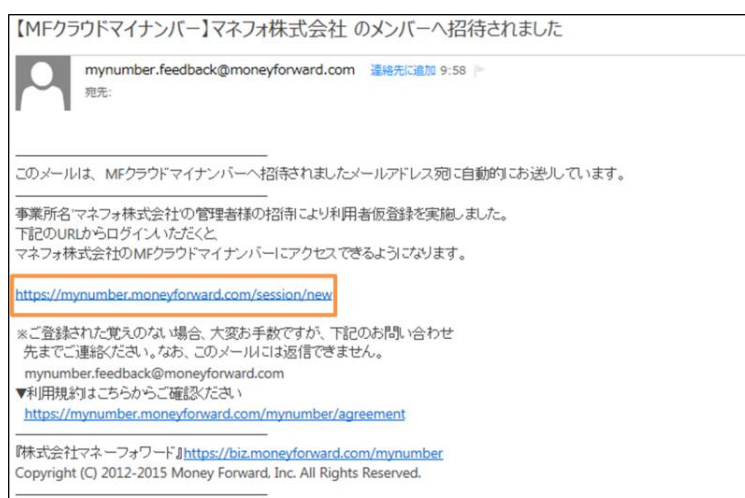 【MFクラウドマイナンバー】マネフォ株式会社 のメンバーへ招待されました
mynumber.feedback@moneyforward.com 連絡先に追加 9:58
宛先:
このメールは、MFクラウドマイナンバーへ招待されましたメールアドレス宛に自動的にお送りしています。
事業所名'マネフォ株式会社'の管理者様の招待により利用者仮登録を実施しました。
下記のURLからログインいただくと、
マネフォ株式会社のMFクラウドマイナンバーにアクセスできるようになります。
https://mynumber.moneyforward.com/session/new
※ご登録された覚えのない場合、大変お手数ですが、下記のお問い合わせ
先までご連絡ください。なお、このメールには返信できません。
mynumber.feedback@moneyforward.com
▼利用規約はこちらからご確認ください
https://mynumber.moneyforward.com/mynumber/agreement
『株式会社マネーフォワード』https://biz.moneyforward.com/mynumber
Copyright (C) 2012-2015 Money Forward, Inc. All Rights Reserved.